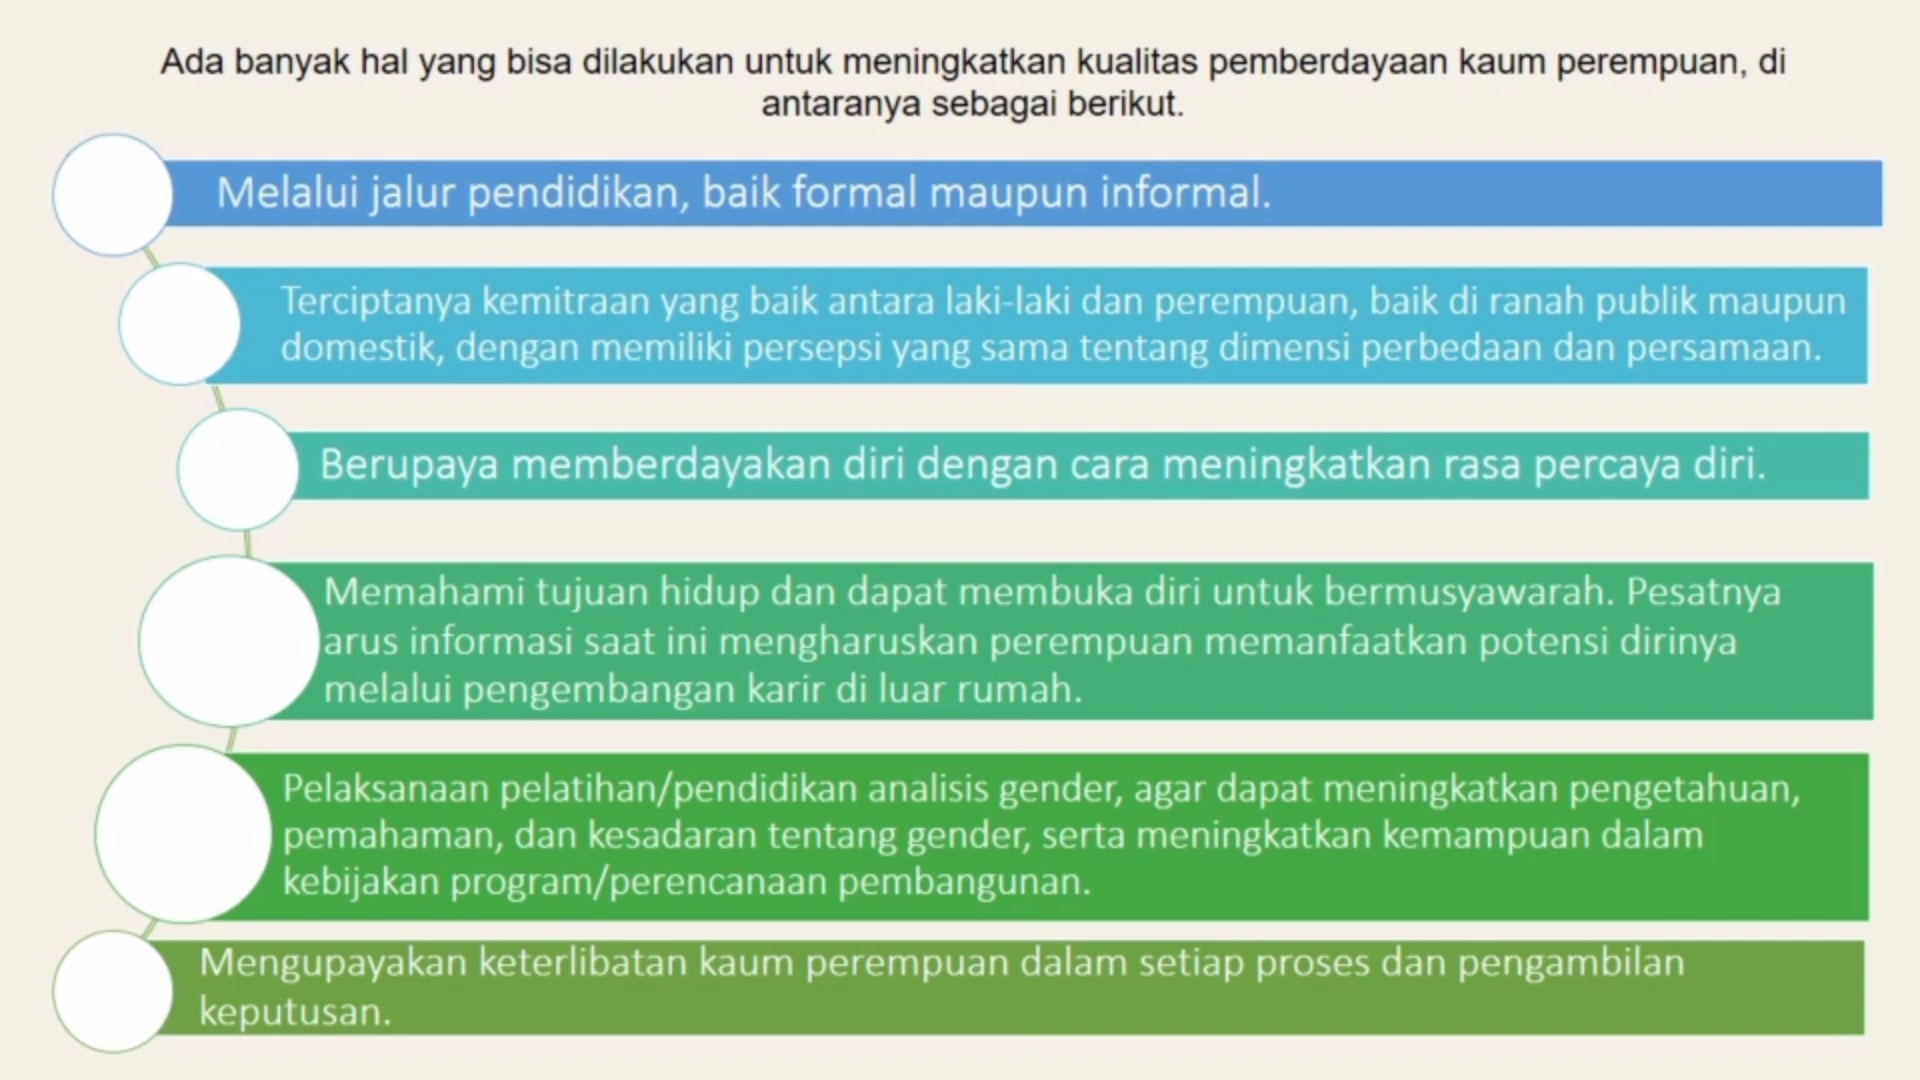 Ada banyak hal yang bisa dilakukan untuk meningkatkan kualitas pemberdayaan kaum perempuan, di
antaranya sebagai berikut.
Melalui jalur pendidikan, baik formal maupun informal.
Terciptanya kemitraan yang baik antara laki-laki dan perempuan, baik di ranah publik maupun
domestik, dengan memiliki persepsi yang sama tentang dimensi perbedaan dan persamaan.
Berupaya memberdayakan diri dengan cara meningkatkan rasa percaya diri.
Memahami tujuan hidup dan dapat membuka diri untuk bermusyawarah. Pesatnya
arus informasi saat ini mengharuskan perempuan memanfaatkan potensi dirinya
melalui pengembangan karir di luar rumah.
Pelaksanaan pelatihan/pendidikan analisis gender, agar dapat meningkatkan pengetahuan,
pemahaman, dan kesadaran tentang gender, serta meningkatkan kemampuan dalam
kebijakan program/perencanaan pembangunan.
Mengupayakan keterlibatan kaum perempuan dalam setiap proses dan pengambilan
keputusan.